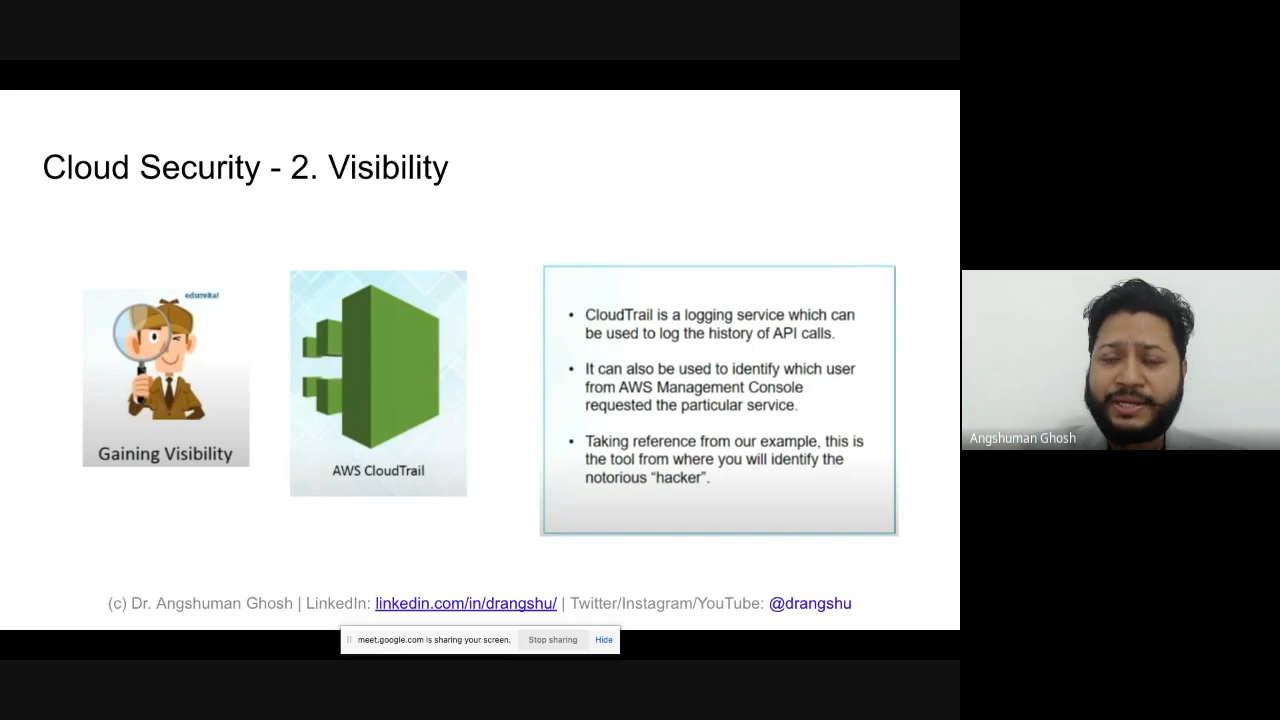 Cloud Security - 2. Visibility
edureka!
Gaining Visibility
AWS CloudTrail
• CloudTrail is a logging service which can
be used to log the history of API calls.
• It can also be used to identify which user
from AWS Management Console
requested the particular service.
• Taking reference from our example, this is
the tool from where you will identify the
notorious “hacker”.
(c) Dr. Angshuman Ghosh | LinkedIn: linkedin.com/in/drangshu/ | Twitter/Instagram/YouTube: @drangshu
meet.google.com is sharing your screen. Stop sharing Hide
Angshuman Ghosh